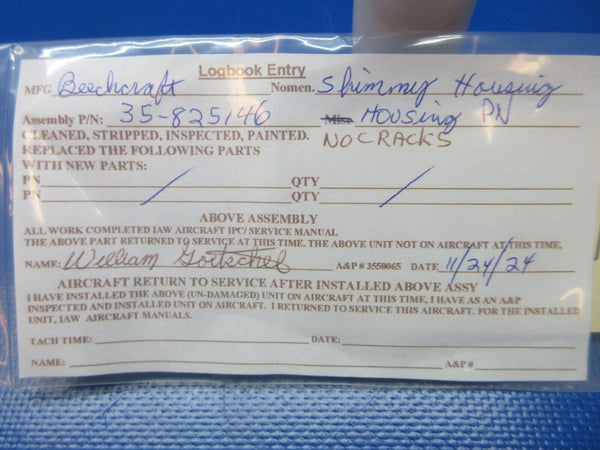 Logbook Entry
MFG Beechcraft Nomen. Shimmy Housing
Assembly P/N: 35-825146 Misc Housing PN
CLEANED, STRIPPED, INSPECTED, PAINTED. NO CRACKS
REPLACED THE FOLLOWING PARTS
WITH NEW PARTS:
PN / QTY /
PN QTY
ABOVE ASSEMBLY
ALL WORK COMPLETED IAW AIRCRAFT IPC/ SERVICE MANUAL
THE ABOVE PART RETURNED TO SERVICE AT THIS TIME. THE ABOVE UNIT NOT ON AIRCRAFT AT THIS TIME,
NAME: William Gortschel A&P # 3550065 DATE 11/24/24
AIRCRAFT RETURN TO SERVICE AFTER INSTALLED ABOVE ASSY
I HAVE INSTALLED THE ABOVE (UN-DAMAGED) UNIT ON AIRCRAFT AT THIS TIME, I HAVE AS AN A&P
INSPECTED AND INSTALLED UNIT ON AIRCRAFT. I RETURNED TO SERVICE THIS AIRCRAFT. FOR THE INSTALLED
UNIT, IAW AIRCRAFT MANUALS.
TACH TIME: DATE:
NAME: A&P #